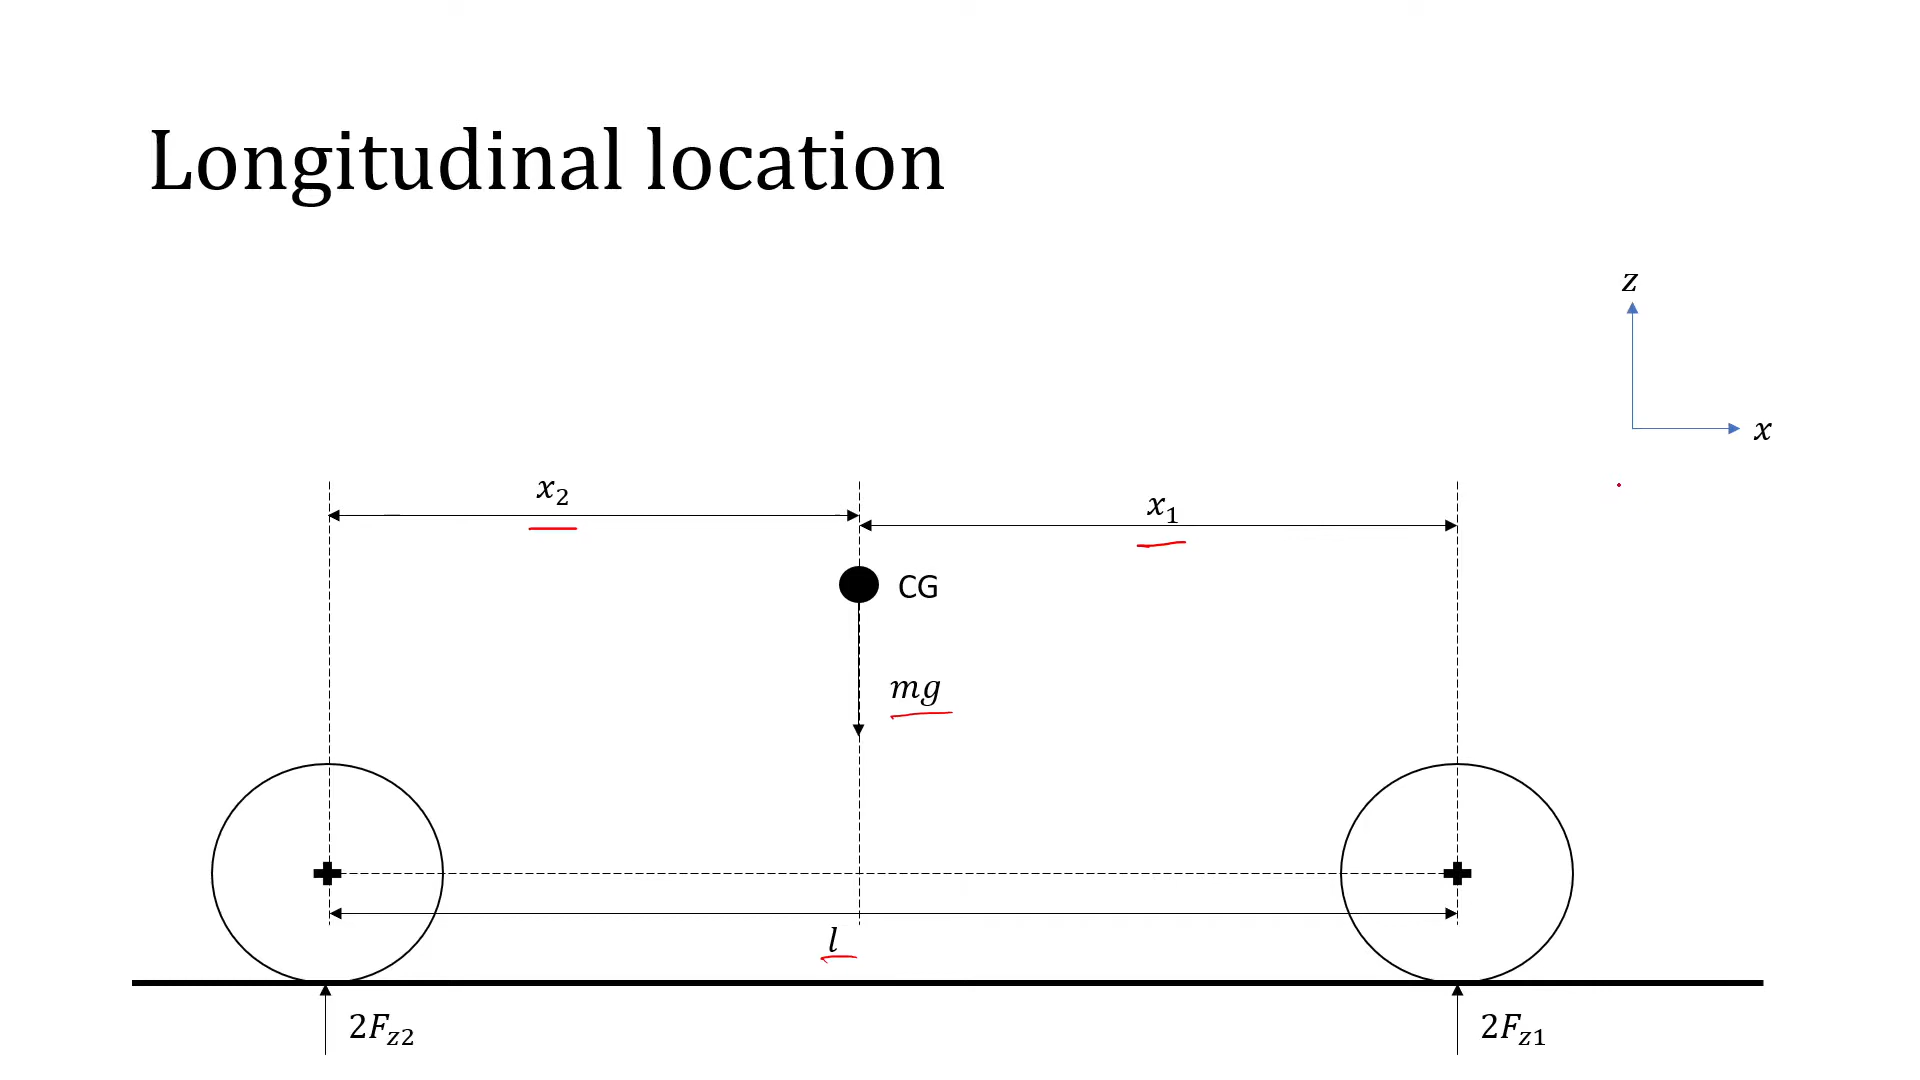 Longitudinal location
z
x
x₂
x₁
CG
mg
l
2F_z2
2F_z1